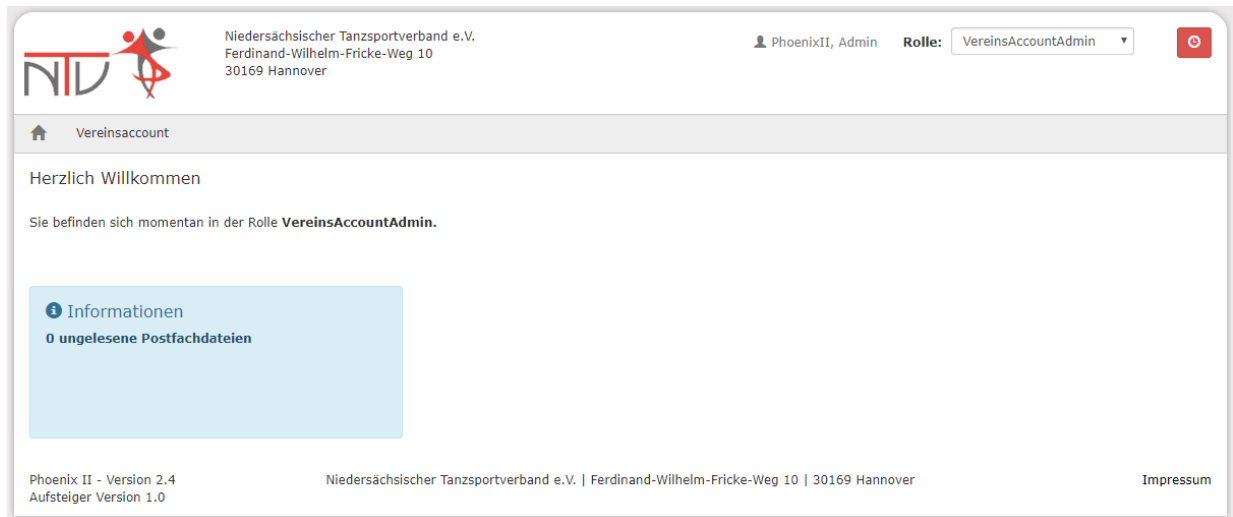 NTV
Niedersächsischer Tanzsportverband e.V.
Ferdinand-Wilhelm-Fricke-Weg 10
30169 Hannover
PhoenixII, Admin Rolle: VereinsAccountAdmin
Vereinsaccount
Herzlich Willkommen
Sie befinden sich momentan in der Rolle VereinsAccountAdmin.
Informationen
0 ungelesene Postfachdateien
Phoenix II - Version 2.4
Aufsteiger Version 1.0
Niedersächsischer Tanzsportverband e.V. | Ferdinand-Wilhelm-Fricke-Weg 10 | 30169 Hannover
Impressum